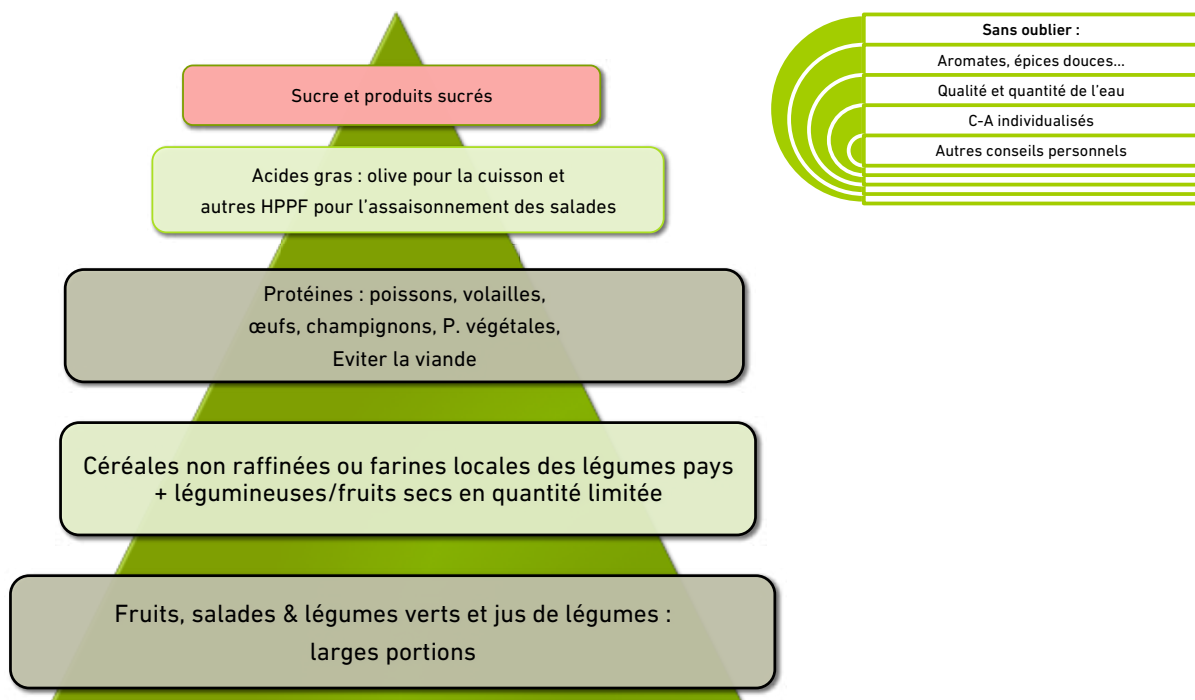 Sucre et produits sucrés
Acides gras : olive pour la cuisson et
autres HPPF pour l’assaisonnement des salades
Protéines : poissons, volailles,
œufs, champignons, P. végétales,
Eviter la viande
Céréales non raffinées ou farines locales des légumes pays
+ légumineuses/fruits secs en quantité limitée
Fruits, salades & légumes verts et jus de légumes :
larges portions
Sans oublier :
Aromates, épices douces…
Qualité et quantité de l’eau
C-A individualisés
Autres conseils personnels